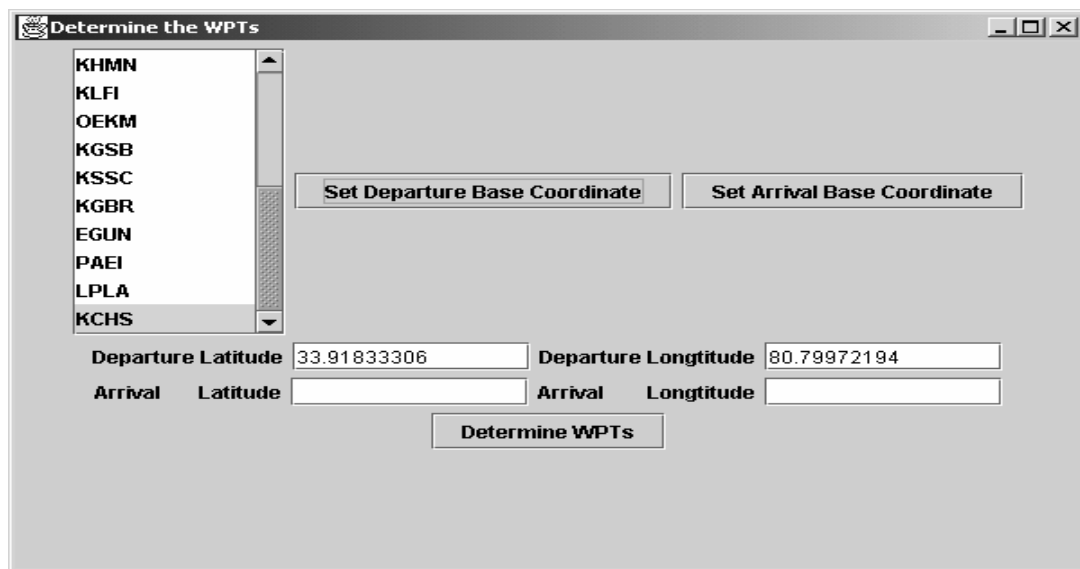 Determine the WPTs
KHMN
KLFI
OEKM
KGSB
KSSC
KGBR
EGUN
PAEI
LPLA
KCHS
Set Departure Base Coordinate Set Arrival Base Coordinate
Departure Latitude 33.91833306 Departure Longtitude 80.79972194
Arrival Latitude Arrival Longtitude
Determine WPTs